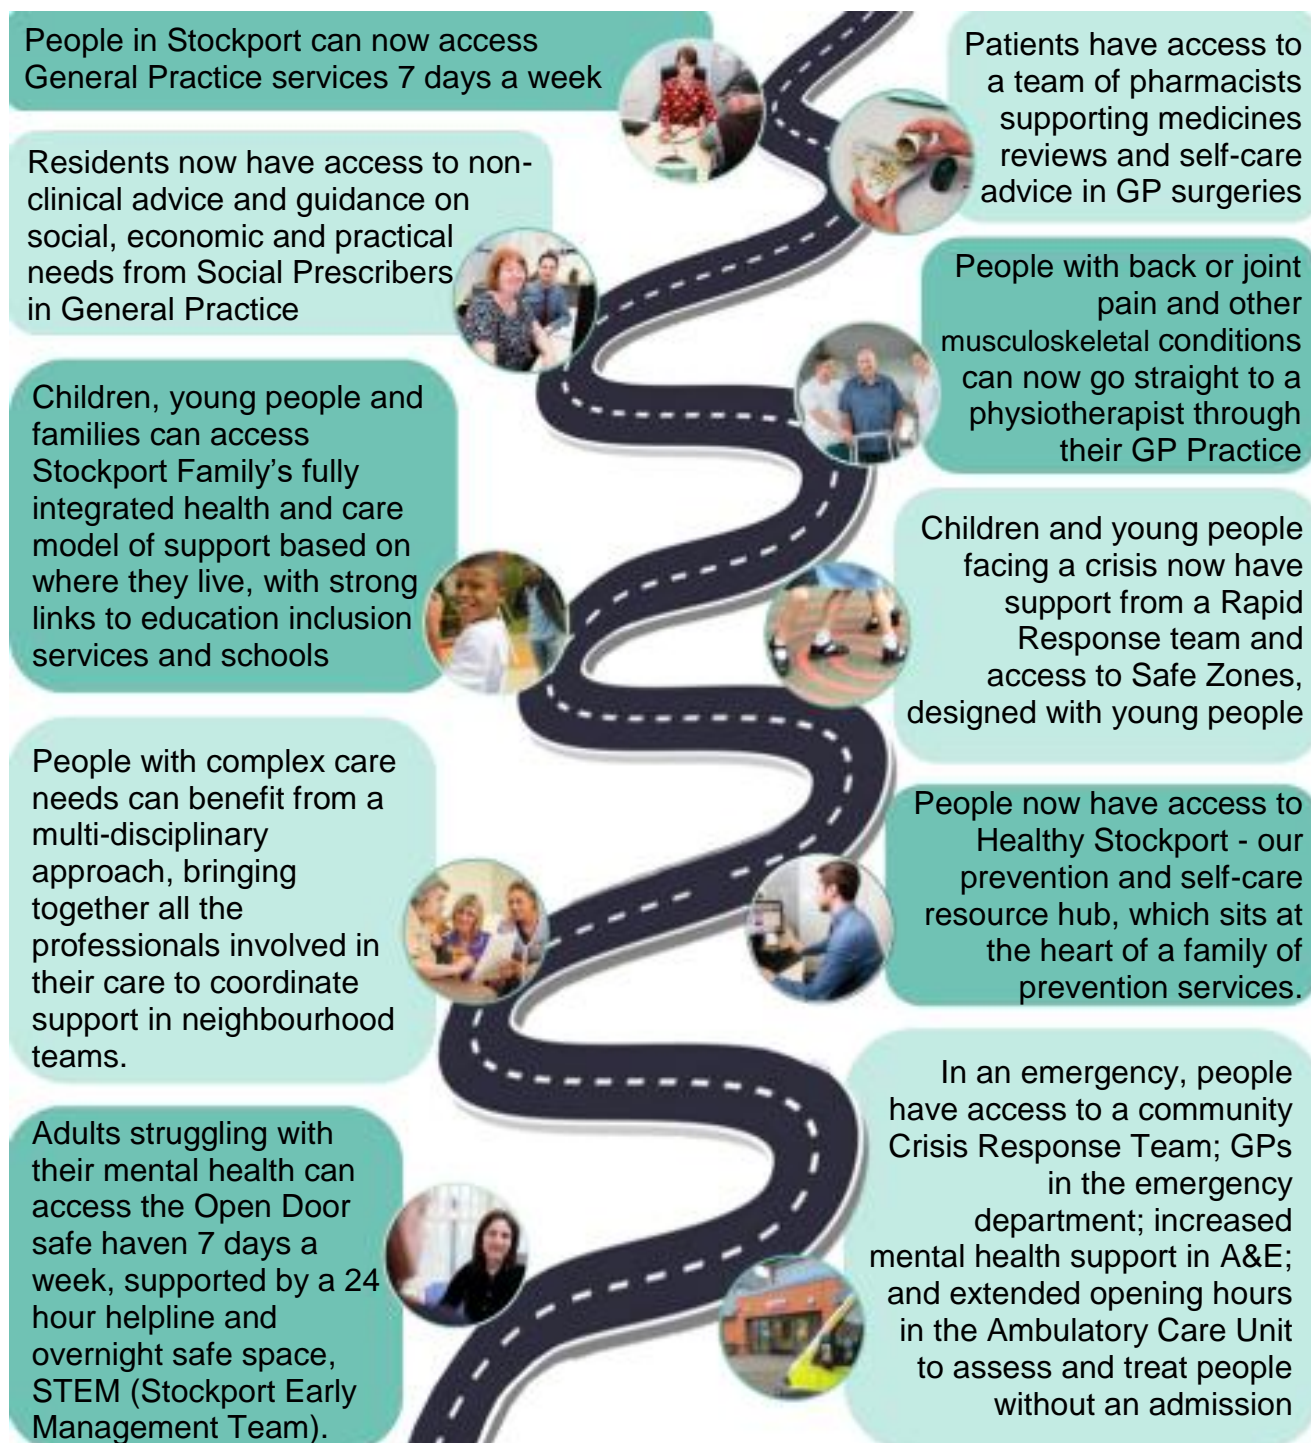 People in Stockport can now access
General Practice services 7 days a week
Patients have access to
a team of pharmacists
supporting medicines
reviews and self-care
advice in GP surgeries
Residents now have access to non-
clinical advice and guidance on
social, economic and practical
needs from Social Prescribers
in General Practice
People with back or joint
pain and other
musculoskeletal conditions
can now go straight to a
physiotherapist through
their GP Practice
Children, young people and
families can access
Stockport Family’s fully
integrated health and care
model of support based on
where they live, with strong
links to education inclusion
services and schools
Children and young people
facing a crisis now have
support from a Rapid
Response team and
access to Safe Zones,
designed with young people
People with complex care
needs can benefit from a
multi-disciplinary
approach, bringing
together all the
professionals involved in
their care to coordinate
support in neighbourhood
teams.
People now have access to
Healthy Stockport - our
prevention and self-care
resource hub, which sits at
the heart of a family of
prevention services.
Adults struggling with
their mental health can
access the Open Door
safe haven 7 days a
week, supported by a 24
hour helpline and
overnight safe space,
STEM (Stockport Early
Management Team).
In an emergency, people
have access to a community
Crisis Response Team; GPs
in the emergency
department; increased
mental health support in A&E;
and extended opening hours
in the Ambulatory Care Unit
to assess and treat people
without an admission